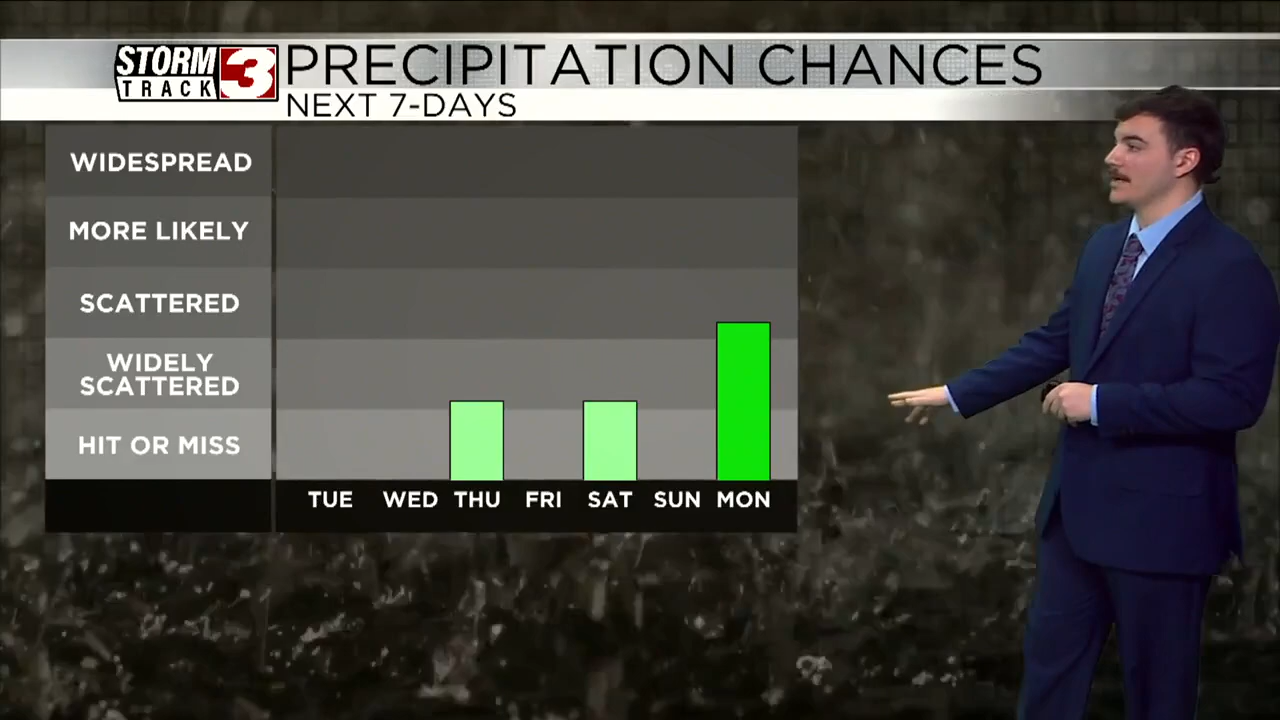 STORM
TRACK
3
PRECIPITATION CHANCES
NEXT 7-DAYS
WIDESPREAD
MORE LIKELY
SCATTERED
WIDELY
SCATTERED
HIT OR MISS
TUE WED THU FRI SAT SUN MON